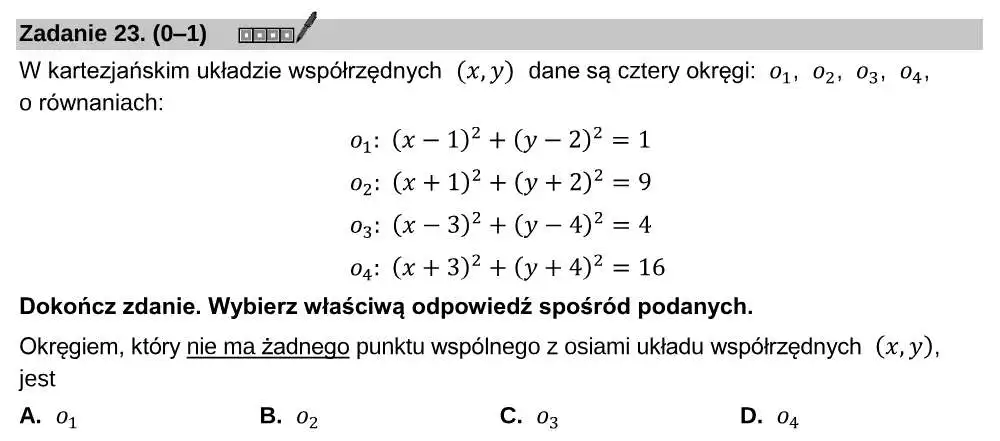 Zadanie 23. (0–1)
W kartezjańskim układzie współrzędnych (x, y) dane są cztery okręgi: o₁, o₂, o₃, o₄,
o równaniach:
o₁: (x − 1)² + (y − 2)² = 1
o₂: (x + 1)² + (y + 2)² = 9
o₃: (x − 3)² + (y − 4)² = 4
o₄: (x + 3)² + (y + 4)² = 16
Dokończ zdanie. Wybierz właściwą odpowiedź spośród podanych.
Okręgiem, który nie ma żadnego punktu wspólnego z osiami układu współrzędnych (x, y),
jest
A. o₁ B. o₂ C. o₃ D. o₄